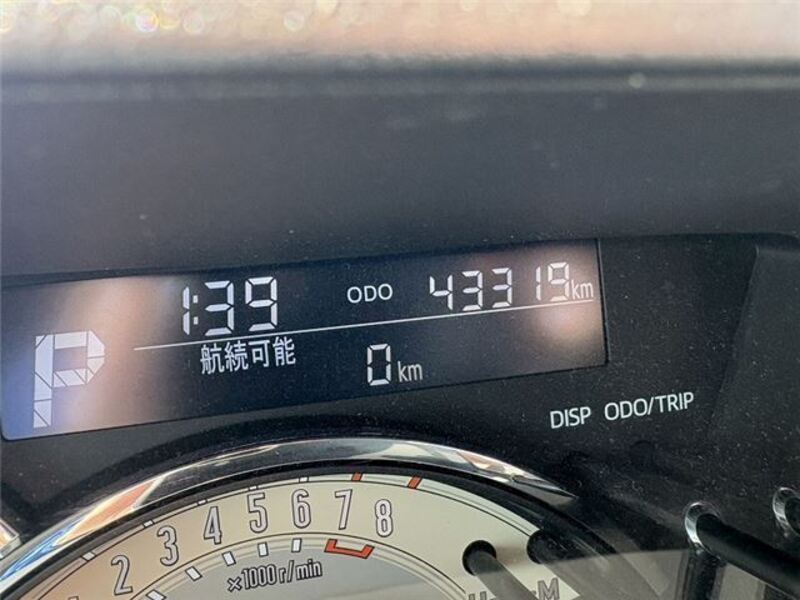 1:39 ODO 43319km
P
航続可能 0km
DISP ODO/TRIP
2 3 4 5 6 7 8
×1000 r/min
M